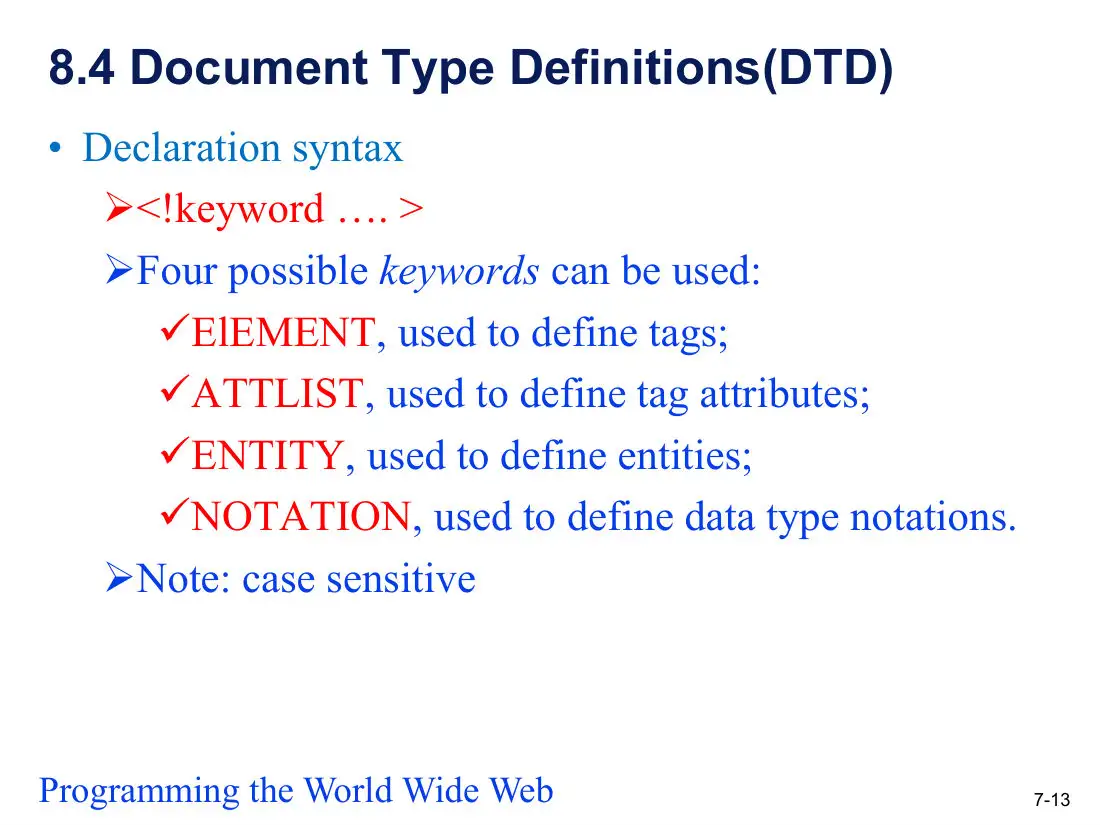 8.4 Document Type Definitions(DTD)
• Declaration syntax
➢<!keyword …. >
➢Four possible keywords can be used:
✓ElEMENT, used to define tags;
✓ATTLIST, used to define tag attributes;
✓ENTITY, used to define entities;
✓NOTATION, used to define data type notations.
➢Note: case sensitive
Programming the World Wide Web
7-13